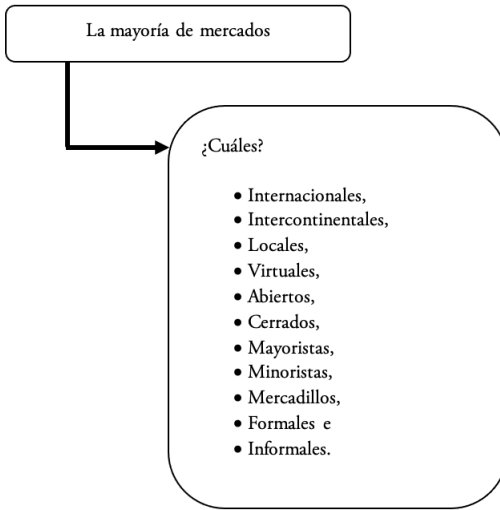 La mayoría de mercados
¿Cuáles?
• Internacionales,
• Intercontinentales,
• Locales,
• Virtuales,
• Abiertos,
• Cerrados,
• Mayoristas,
• Minoristas,
• Mercadillos,
• Formales e
• Informales.